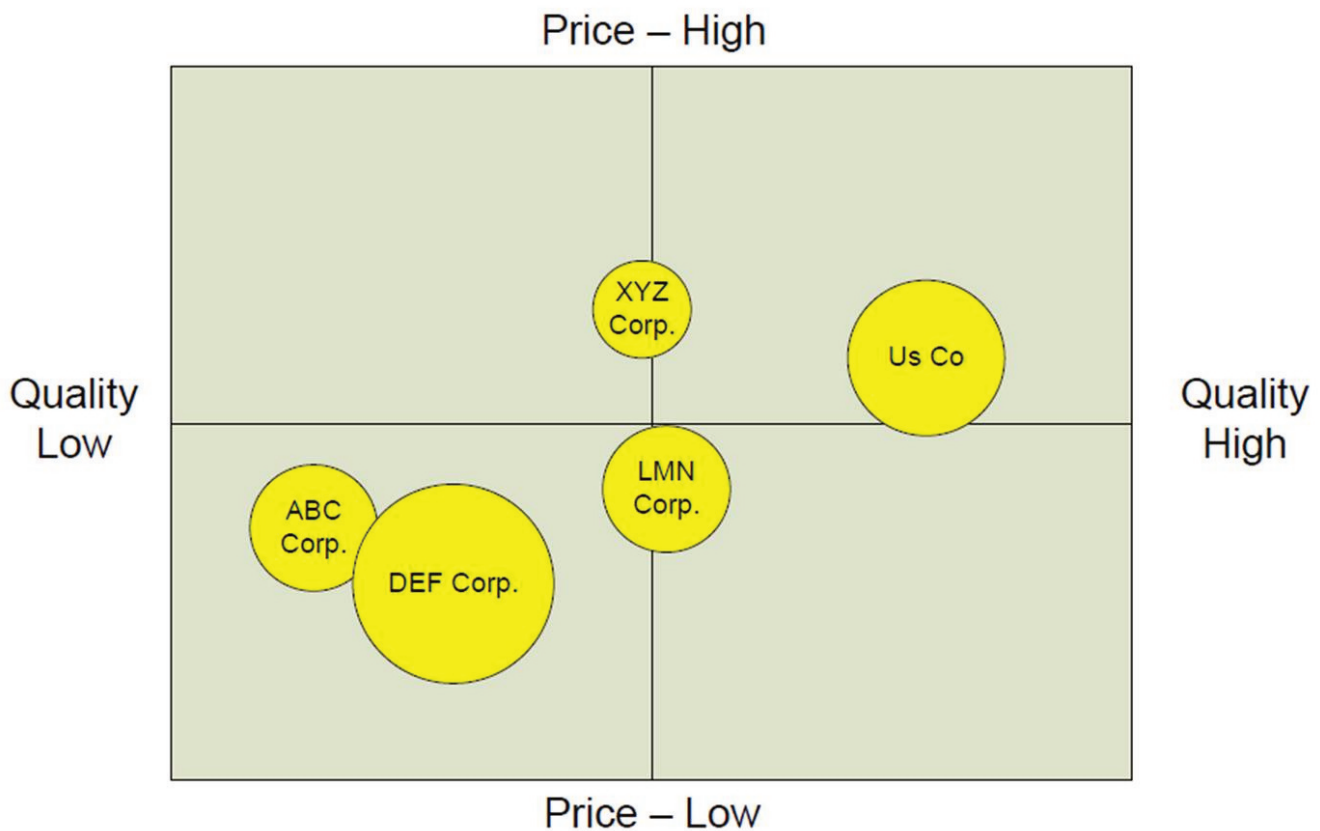 Price – High
XYZ
Corp.
Us Co
Quality
Low
Quality
High
LMN
Corp.
ABC
Corp.
DEF Corp.
Price – Low